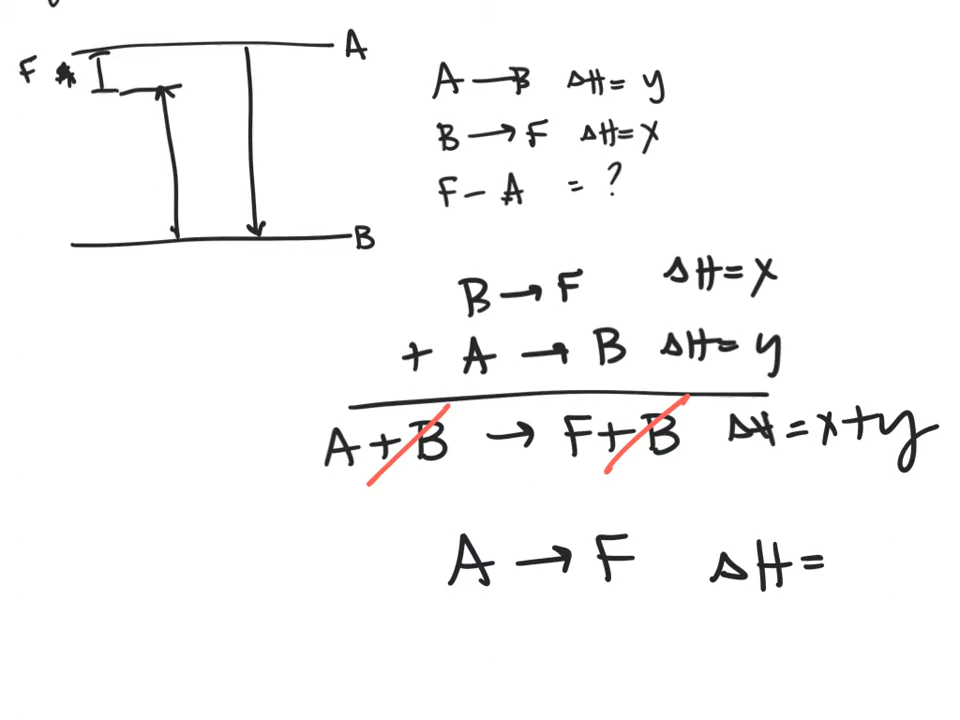 A
F
B
A → B ΔH = y
B → F ΔH = x
F – A = ?
B → F ΔH = x
+ A → B ΔH = y
A + B → F + B ΔH = x + y
A → F ΔH =